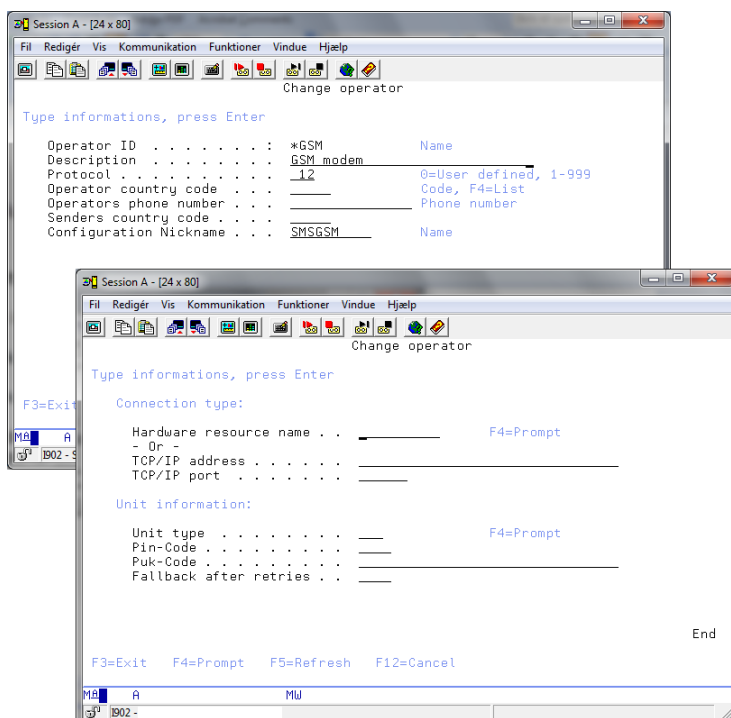 Session A - [24 x 80]
Fil Redigér Vis Kommunikation Funktioner Vindue Hjælp
Change operator
Type informations, press Enter
Operator ID . . . . . . . : *GSM Name
Description . . . . . . . . GSM modem
Protocol . . . . . . . . . . 12 0=User defined, 1-999
Operator country code . . . Code, F4=List
Operators phone number . . . Phone number
Senders country code . . . .
Configuration Nickname . . . SMSGSM Name
F3=Exit
MA A
I902 - S
Session A - [24 x 80]
Fil Redigér Vis Kommunikation Funktioner Vindue Hjælp
Change operator
Type informations, press Enter
Connection type:
Hardware resource name . . F4=Prompt
- Or -
TCP/IP address . . . . . .
TCP/IP port . . . . . . .
Unit information:
Unit type . . . . . . . . F4=Prompt
Pin-Code . . . . . . . . .
Puk-Code . . . . . . . . .
Fallback after retries . .
End
F3=Exit F4=Prompt F5=Refresh F12=Cancel
MA A MW
I902 -